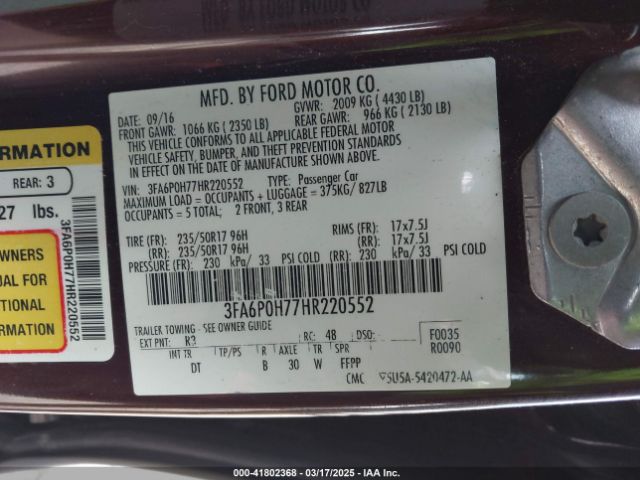 MFD. BY FORD MOTOR CO.
DATE: 09/16 GVWR: 2009 KG ( 4430 LB)
FRONT GAWR: 1066 KG ( 2350 LB) REAR GAWR: 966 KG ( 2130 LB)
THIS VEHICLE CONFORMS TO ALL APPLICABLE FEDERAL MOTOR
VEHICLE SAFETY, BUMPER, AND THEFT PREVENTION STANDARDS
IN EFFECT ON THE DATE OF MANUFACTURE SHOWN ABOVE.
VIN: 3FA6P0H77HR220552 TYPE: Passenger Car
MAXIMUM LOAD = OCCUPANTS + LUGGAGE = 375KG/ 827LB
OCCUPANTS = 5 TOTAL; 2 FRONT, 3 REAR
TIRE (FR): 235/50R17 96H RIMS (FR): 17x7.5J
(RR): 235/50R17 96H (RR): 17x7.5J
PRESSURE (FR): 230 kPa/ 33 PSI COLD (RR): 230 kPa/ 33 PSI COLD
3FA6P0H77HR220552
TRAILER TOWING - SEE OWNER GUIDE
EXT PNT: RC: 48 DSO: F0035
R0090
INT TR TP/PS R AXLE TR SPR
DT B 30 W FFPP
CMC 5U5A-5420472-AA
ORMATION
REAR: 3
27 lbs.
WNERS
UAL FOR
TIONAL
RMATION
3FA6P0H77HR220552
ID: 00-41802368 - 03/17/2025 - IAA Inc.